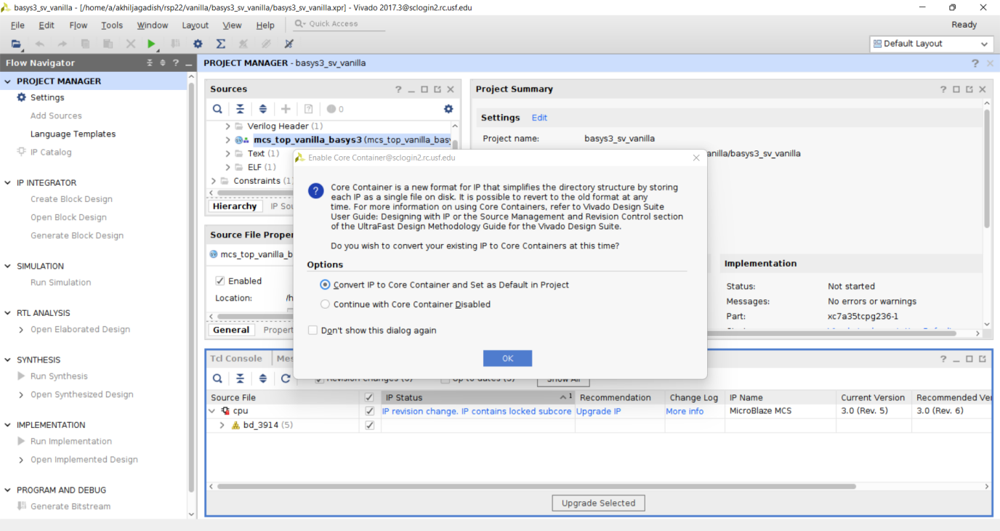 basys3_sv_vanilla - [/home/a/akhiljagadish/rsp22/vanilla/basys3_sv_vanilla/basys3_sv_vanilla.xpr] - Vivado 2017.3@sclogin2.rc.usf.edu
File Edit Flow Tools Window Layout View Help Quick Access Ready
Default Layout
Flow Navigator
PROJECT MANAGER
Settings
Add Sources
Language Templates
IP Catalog
IP INTEGRATOR
Create Block Design
Open Block Design
Generate Block Design
SIMULATION
Run Simulation
RTL ANALYSIS
Open Elaborated Design
SYNTHESIS
Run Synthesis
Open Synthesized Design
IMPLEMENTATION
Run Implementation
Open Implemented Design
PROGRAM AND DEBUG
Generate Bitstream
PROJECT MANAGER - basys3_sv_vanilla
Sources
0
Verilog Header (1)
mcs_top_vanilla_basys3 (mcs_top_vanilla_bas
Text (1)
ELF (1)
Constraints (1
Hierarchy IP Sou
Source File Proper
mcs_top_vanilla_b
Enabled
Location: /h
General Propert
Project Summary
Settings Edit
Project name: basys3_sv_vanilla
anilla/basys3_sv_vanilla
Implementation
Status: Not started
Messages: No errors or warnings
Part: xc7a35tcpg236-1
Enable Core Container@sclogin2.rc.usf.edu
Core Container is a new format for IP that simplifies the directory structure by storing
each IP as a single file on disk. It is possible to revert to the old format at any
time. For more information on using Core Containers, refer to Vivado Design Suite
User Guide: Designing with IP or the Source Management and Revision Control section
of the UltraFast Design Methodology Guide for the Vivado Design Suite.
Do you wish to convert your existing IP to Core Containers at this time?
Options
Convert IP to Core Container and Set as Default in Project
Continue with Core Container Disabled
Don't show this dialog again
OK
Tcl Console Mes
Show All
Source File IP Status 1 Recommendation Change Log IP Name Current Version Recommended Ver
cpu IP revision change. IP contains locked subcore Upgrade IP More info MicroBlaze MCS 3.0 (Rev. 5) 3.0 (Rev. 6)
bd_3914 (5)
Upgrade Selected